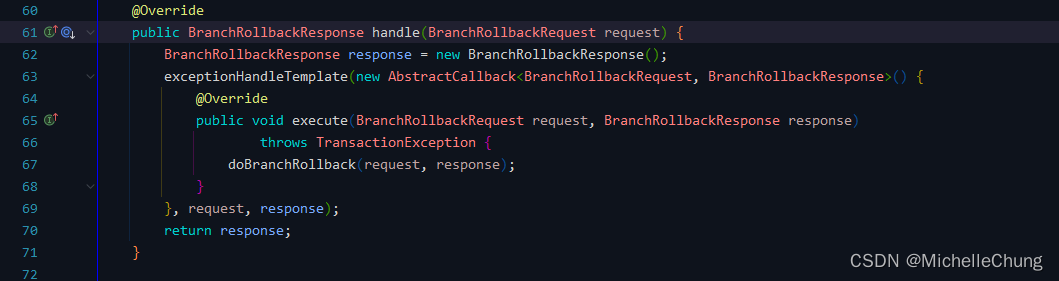 60 @Override
61 public BranchRollbackResponse handle(BranchRollbackRequest request) {
62 BranchRollbackResponse response = new BranchRollbackResponse();
63 exceptionHandleTemplate(new AbstractCallback<BranchRollbackRequest, BranchRollbackResponse>() {
64 @Override
65 public void execute(BranchRollbackRequest request, BranchRollbackResponse response)
66 throws TransactionException {
67 doBranchRollback(request, response);
68 }
69 }, request, response);
70 return response;
71 }
72
CSDN @MichelleChung